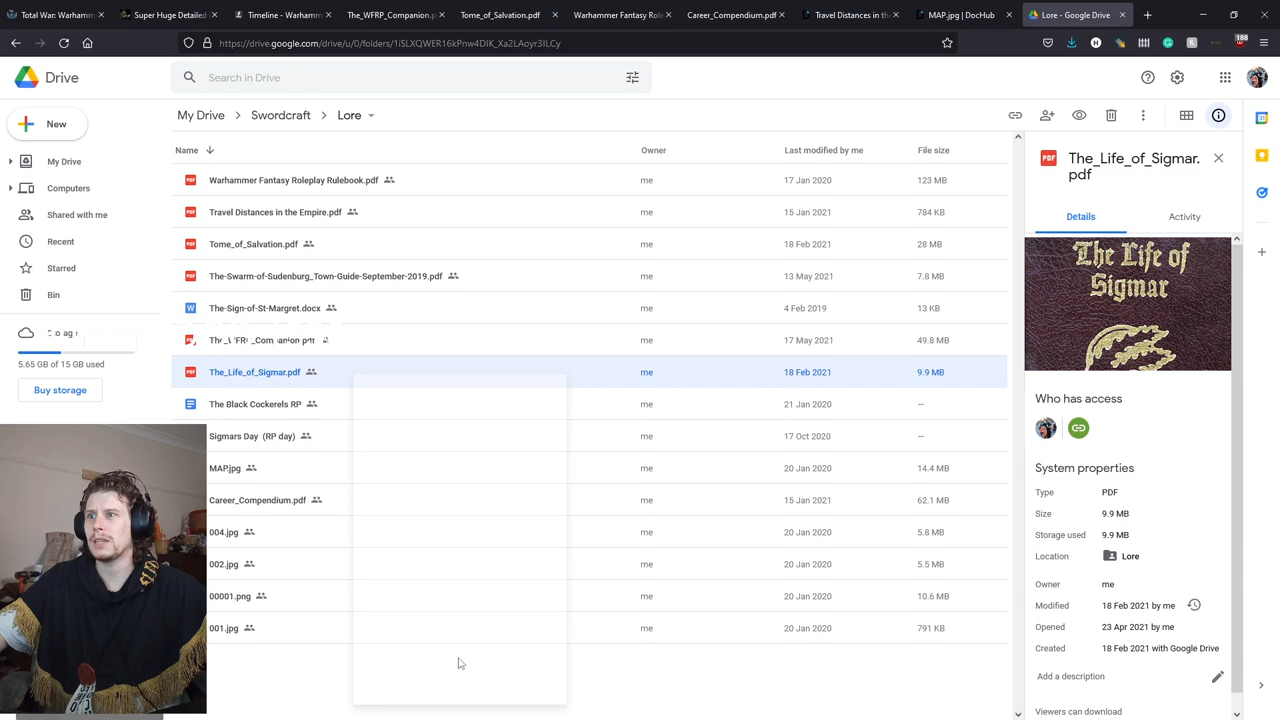 Total War: Warhamm
Super Huge Detailed
Timeline - Warhamm
The_WFRP_Companion.p
Tome_of_Salvation.pdf
Warhammer Fantasy Role
Career_Compendium.pdf
Travel Distances in the
MAP.jpg | DocHub
Lore - Google Drive
https://drive.google.com/drive/u/0/folders/1iSLXQWER16kPnw4DIK_Xa2LAoyr3ILCy
188
Drive
Search in Drive
New
My Drive
Computers
Shared with me
Recent
Starred
Bin
5.65 GB of 15 GB used
Buy storage
My Drive > Swordcraft > Lore
Name Owner Last modified by me File size
Warhammer Fantasy Roleplay Rulebook.pdf me 17 Jan 2020 123 MB
Travel Distances in the Empire.pdf me 15 Jan 2021 784 KB
Tome_of_Salvation.pdf me 18 Feb 2021 28 MB
The-Swarm-of-Sudenburg_Town-Guide-September-2019.pdf me 13 May 2021 7.8 MB
The-Sign-of-St-Margret.docx me 4 Feb 2019 13 KB
me 17 May 2021 49.8 MB
The_Life_of_Sigmar.pdf me 18 Feb 2021 9.9 MB
The Black Cockerels RP me 21 Jan 2020 –
Sigmars Day (RP day) me 17 Oct 2020 –
MAP.jpg me 20 Jan 2020 14.4 MB
Career_Compendium.pdf me 15 Jan 2021 62.1 MB
004.jpg me 20 Jan 2020 5.8 MB
002.jpg me 20 Jan 2020 5.5 MB
00001.png me 20 Jan 2020 10.6 MB
001.jpg me 20 Jan 2020 791 KB
PDF
The_Life_of_Sigmar.
pdf
Details Activity
The Life of
Sigmar
Who has access
System properties
Type PDF
Size 9.9 MB
Storage used 9.9 MB
Location Lore
Owner me
Modified 18 Feb 2021 by me
Opened 23 Apr 2021 by me
Created 18 Feb 2021 with Google Drive
Add a description
Viewers can download